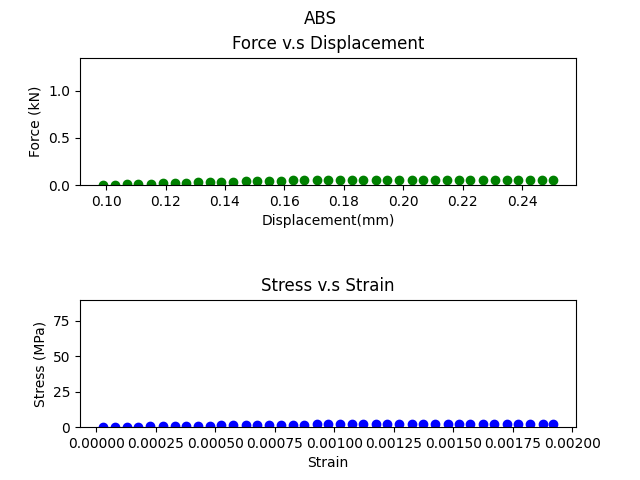 ABS
Force v.s Displacement
1.0
0.5
0.0
Force (kN)
0.10 0.12 0.14 0.16 0.18 0.20 0.22 0.24
Displacement(mm)
Stress v.s Strain
75
50
25
0
Stress (MPa)
0.00000 0.00025 0.00050 0.00075 0.00100 0.00125 0.00150 0.00175 0.00200
Strain